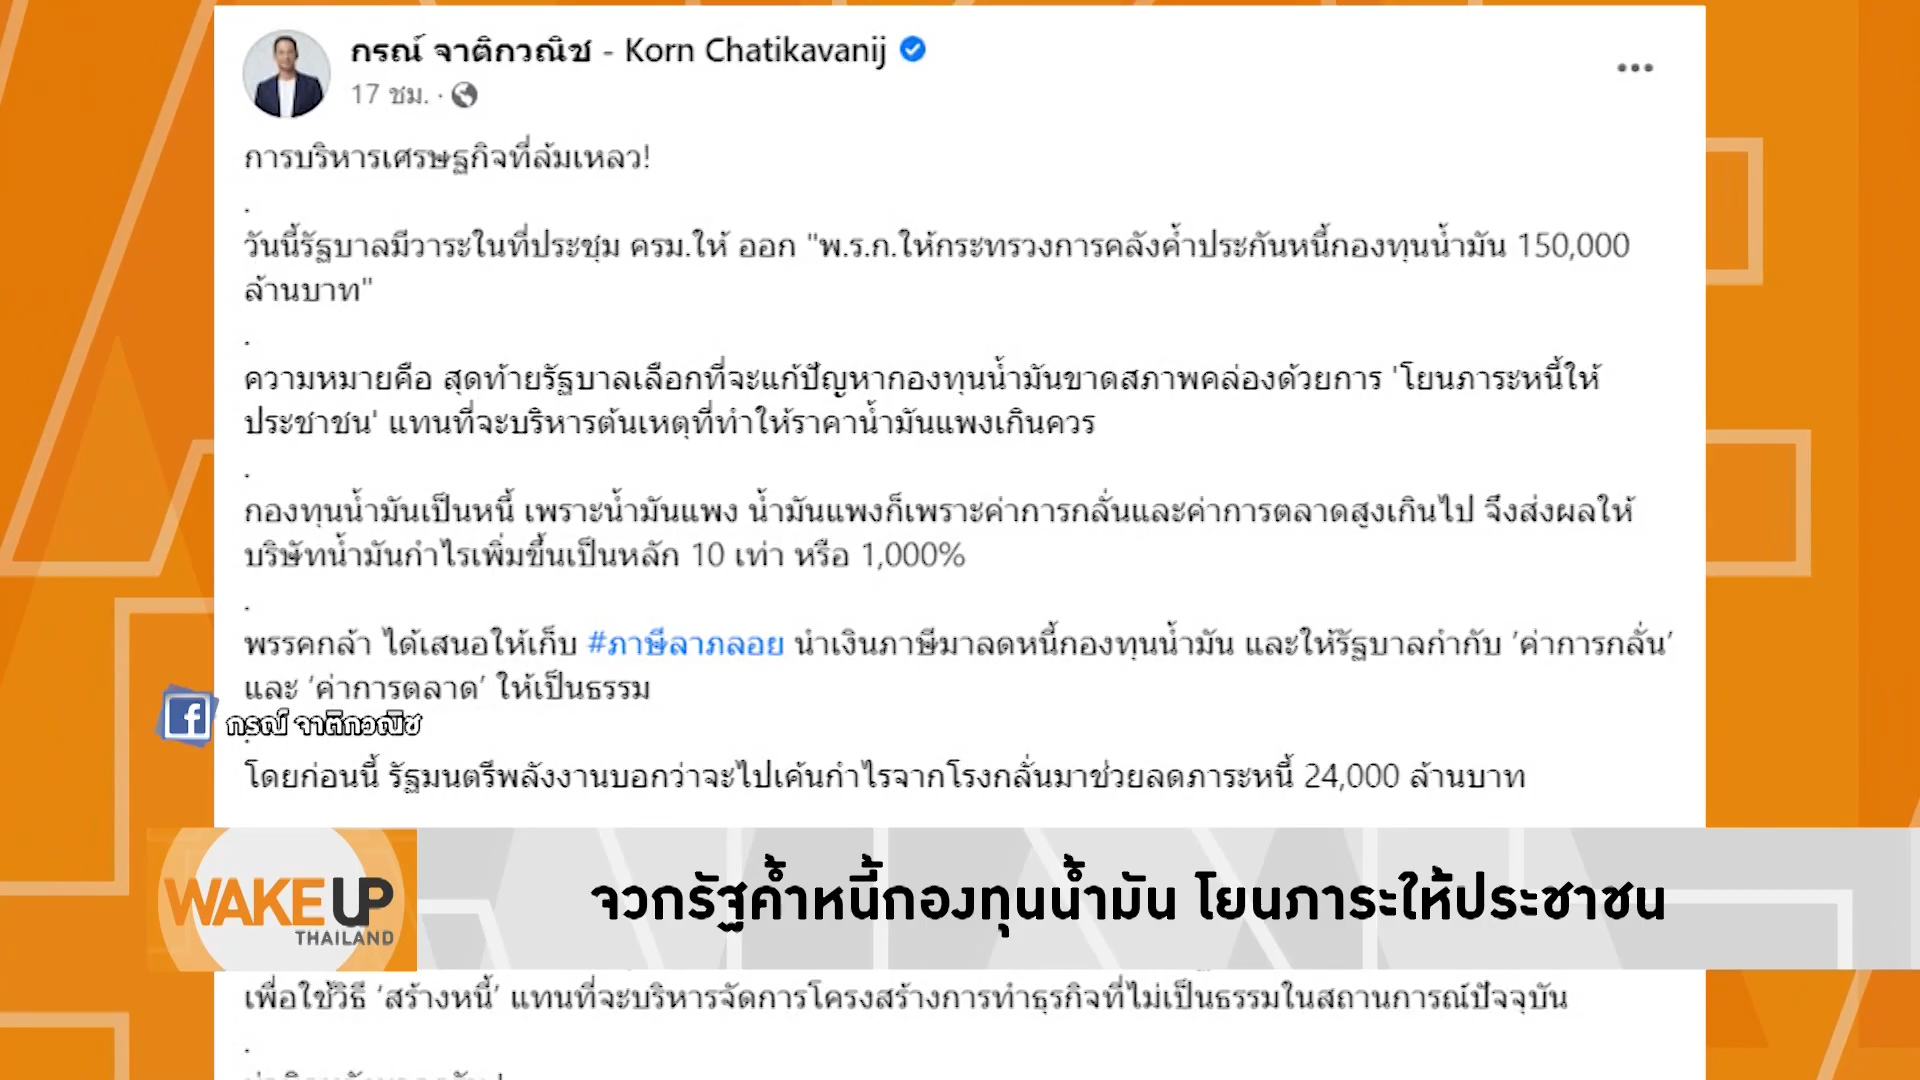 กรณ์ จาติกวณิช - Korn Chatikavanij
17 ชม. ·
การบริหารเศรษฐกิจที่ล้มเหลว!
.
วันนี้รัฐบาลมีวาระในที่ประชุม ครม.ให้ ออก "พ.ร.ก.ให้กระทรวงการคลังค้ำประกันหนี้กองทุนน้ำมัน 150,000
ล้านบาท"
.
ความหมายคือ สุดท้ายรัฐบาลเลือกที่จะแก้ปัญหากองทุนน้ำมันขาดสภาพคล่องด้วยการ 'โยนภาระหนี้ให้
ประชาชน' แทนที่จะบริหารต้นเหตุที่ทำให้ราคาน้ำมันแพงเกินควร
.
กองทุนน้ำมันเป็นหนี้ เพราะน้ำมันแพง น้ำมันแพงก็เพราะค่าการกลั่นและค่าการตลาดสูงเกินไป จึงส่งผลให้
บริษัทน้ำมันกำไรเพิ่มขึ้นเป็นหลัก 10 เท่า หรือ 1,000%
.
พรรคกล้า ได้เสนอให้เก็บ #ภาษีลาภลอย นำเงินภาษีมาลดหนี้กองทุนน้ำมัน และให้รัฐบาลกำกับ ‘ค่าการกลั่น’
และ ‘ค่าการตลาด’ ให้เป็นธรรม
กรณ์ จาติกวณิช
โดยก่อนนี้ รัฐมนตรีพลังงานบอกว่าจะไปเค้นกำไรจากโรงกลั่นมาช่วยลดภาระหนี้ 24,000 ล้านบาท
WAKE UP
THAILAND
จวกรัฐค้ำหนี้กองทุนน้ำมัน โยนภาระให้ประชาชน
เพื่อใช้วิธี ‘สร้างหนี้’ แทนที่จะบริหารจัดการโครงสร้างการทำธุรกิจที่ไม่เป็นธรรมในสถานการณ์ปัจจุบัน
.